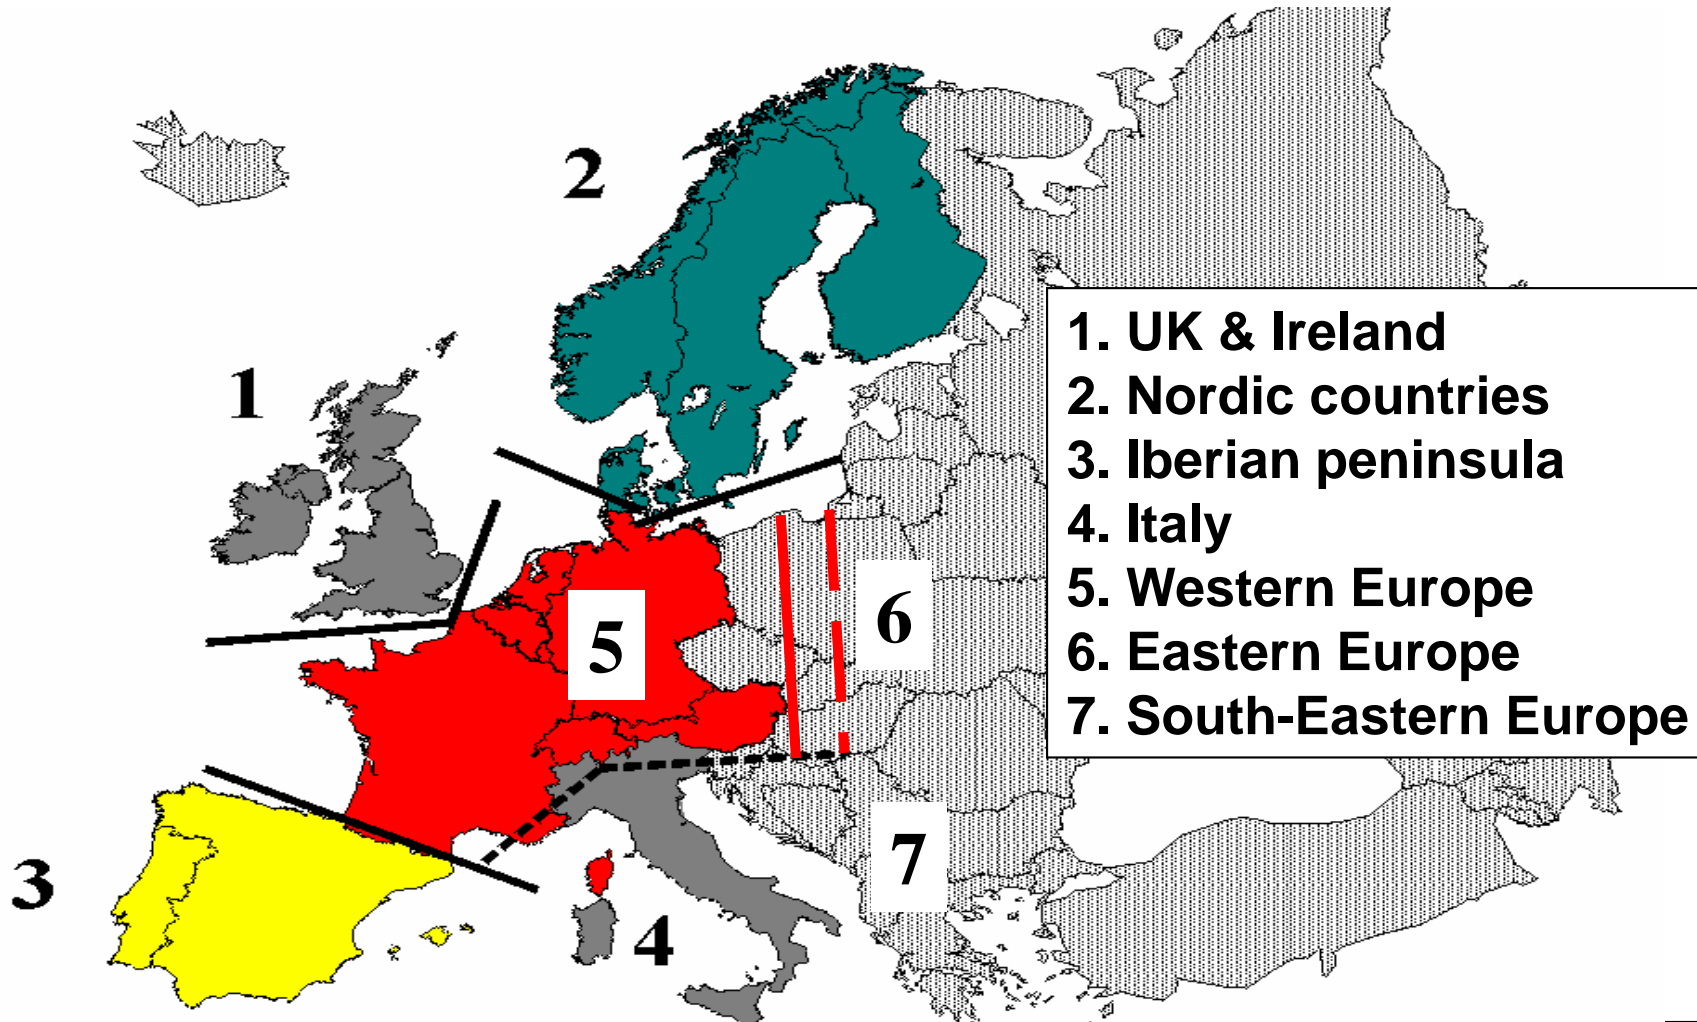 2
1
1. UK & Ireland
2. Nordic countries
3. Iberian peninsula
4. Italy
5. Western Europe
6. Eastern Europe
7. South-Eastern Europe
5
6
7
3
4